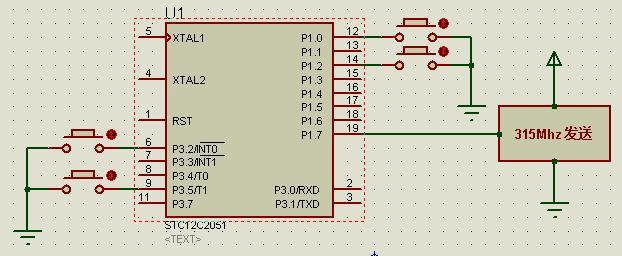 U1
5 XTAL1 P1.0 12
P1.1 13
4 XTAL2 P1.2 14
P1.3 15
P1.4 16
P1.5 17
1 RST P1.6 18
P1.7 19
315Mhz 发送
6 P3.2/INT0
7 P3.3/INT1
8 P3.4/T0
9 P3.5/T1 P3.0/RXD 2
11 P3.7 P3.1/TXD 3
STC12C2051
<TEXT>